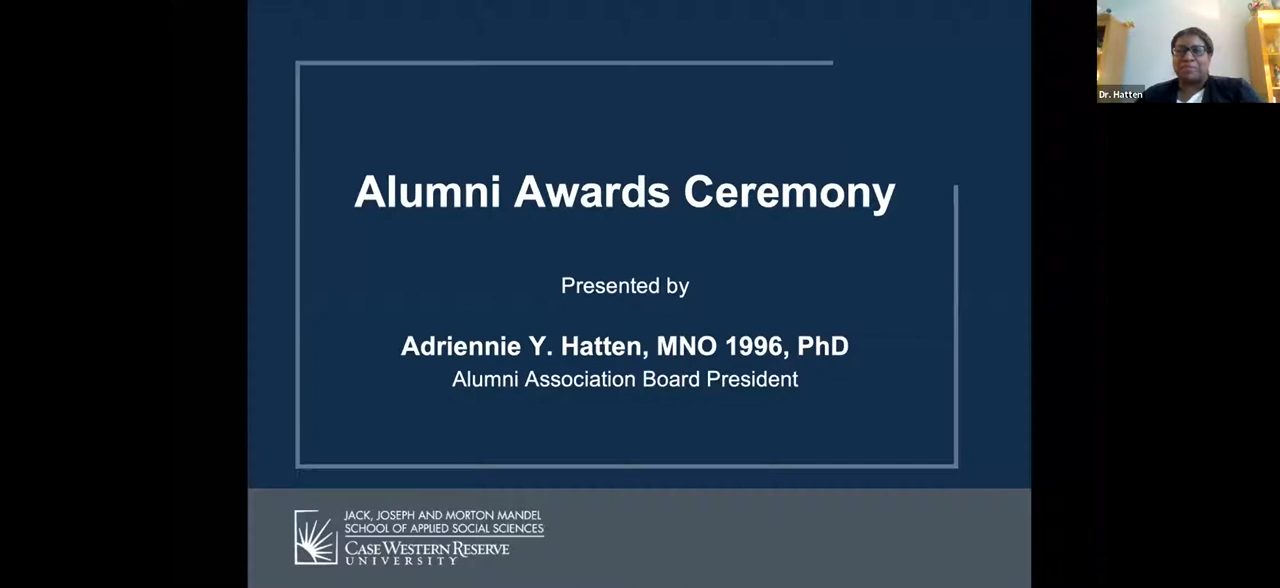 Alumni Awards Ceremony
Presented by
Adriennie Y. Hatten, MNO 1996, PhD
Alumni Association Board President
JACK, JOSEPH AND MORTON MANDEL
SCHOOL OF APPLIED SOCIAL SCIENCES
CASE WESTERN RESERVE
UNIVERSITY
Dr. Hatten